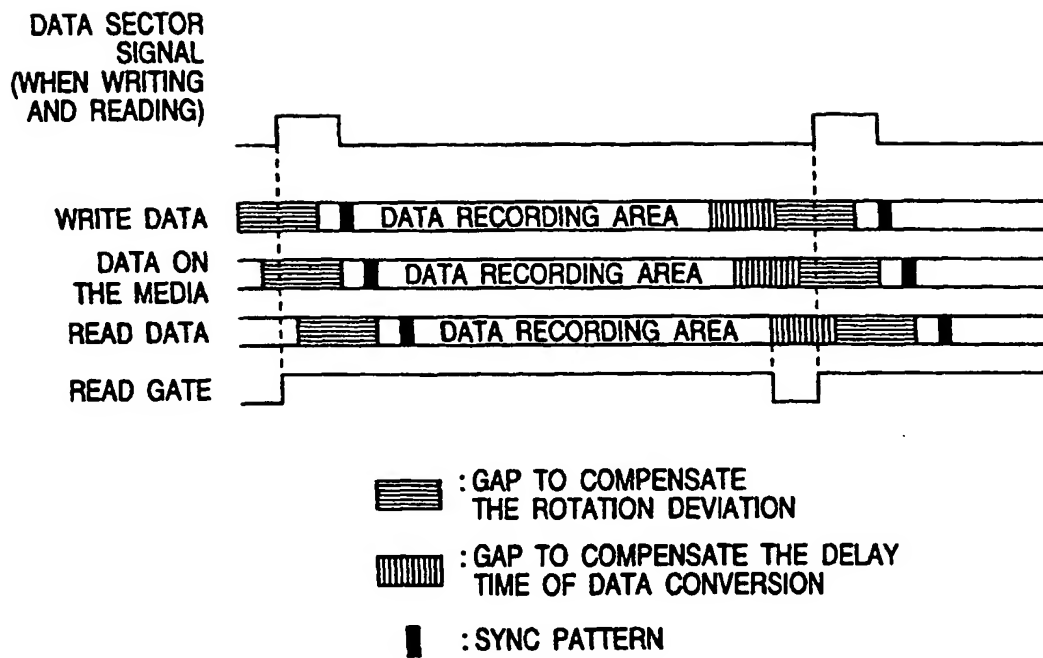 DATA SECTOR
SIGNAL
(WHEN WRITING
AND READING)
WRITE DATA
DATA RECORDING AREA
DATA ON
THE MEDIA
DATA RECORDING AREA
READ DATA
DATA RECORDING AREA
READ GATE
: GAP TO COMPENSATE
THE ROTATION DEVIATION
: GAP TO COMPENSATE THE DELAY
TIME OF DATA CONVERSION
: SYNC PATTERN